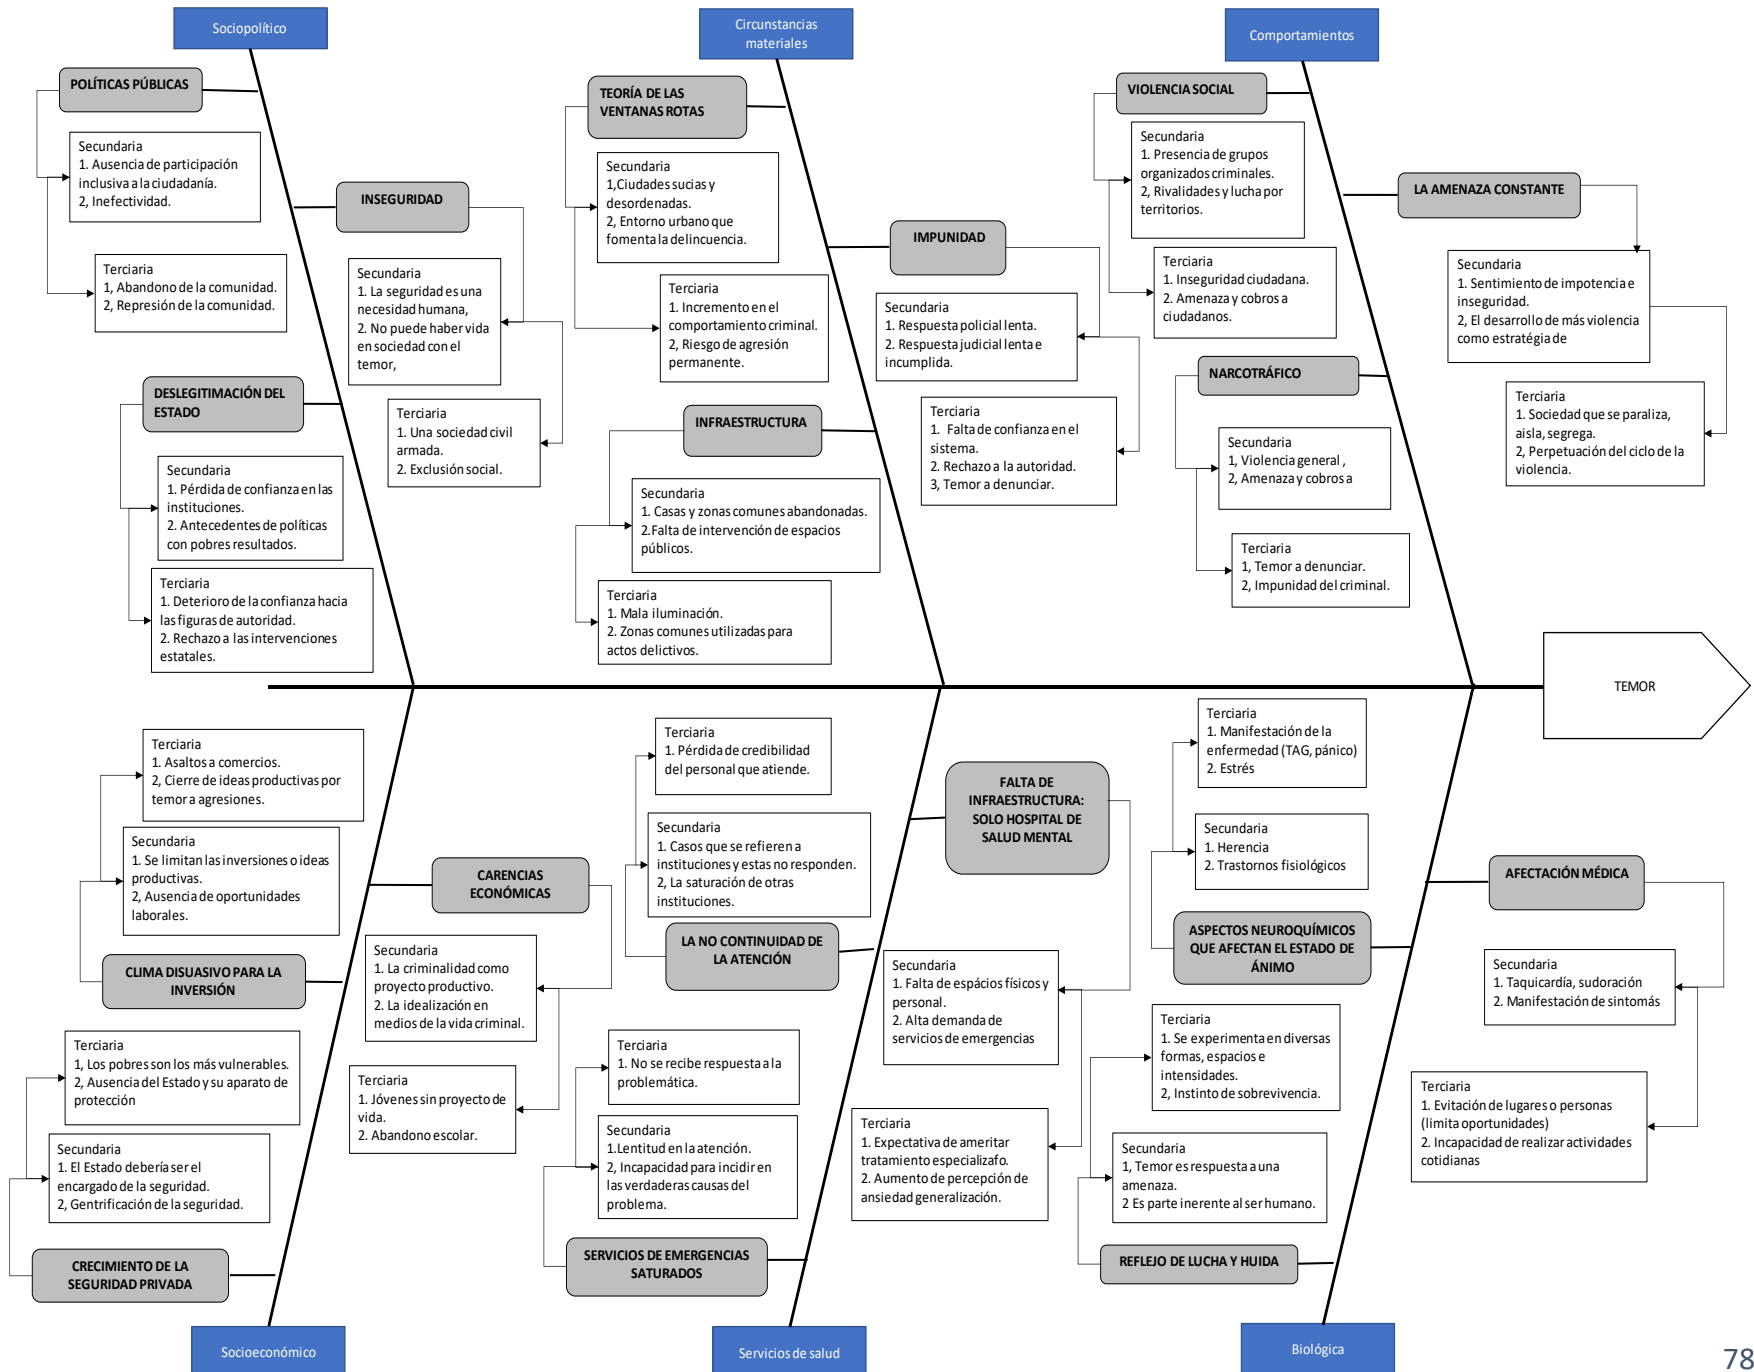 Sociopolítico
Circunstancias
materiales
Comportamientos
POLÍTICAS PÚBLICAS
Secundaria
1. Ausencia de participación
inclusiva a la ciudadanía.
2, Inefectividad.
Terciaria
1, Abandono de la comunidad.
2, Represión de la comunidad.
INSEGURIDAD
Secundaria
1. La seguridad es una
necesidad humana,
2. No puede haber vida
en sociedad con el
temor,
Terciaria
1. Una sociedad civil
armada.
2. Exclusión social.
DESLEGITIMACIÓN DEL
ESTADO
Secundaria
1. Pérdida de confianza en las
instituciones.
2. Antecedentes de políticas
con pobres resultados.
Terciaria
1. Deterioro de la confianza hacia
las figuras de autoridad.
2. Rechazo a las intervenciones
estatales.
TEORÍA DE LAS
VENTANAS ROTAS
Secundaria
1,Ciudades sucias y
desordenadas.
2, Entorno urbano que
fomenta la delincuencia.
Terciaria
1. Incremento en el
comportamiento criminal.
2, Riesgo de agresión
permanente.
IMPUNIDAD
Secundaria
1. Respuesta policial lenta.
2. Respuesta judicial lenta e
incumplida.
Terciaria
1. Falta de confianza en el
sistema.
2. Rechazo a la autoridad.
3, Temor a denunciar.
INFRAESTRUCTURA
Secundaria
1. Casas y zonas comunes abandonadas.
2.Falta de intervención de espacios
públicos.
Terciaria
1. Mala iluminación.
2. Zonas comunes utilizadas para
actos delictivos.
VIOLENCIA SOCIAL
Secundaria
1. Presencia de grupos
organizados criminales.
2, Rivalidades y lucha por
territorios.
Terciaria
1. Inseguridad ciudadana.
2. Amenaza y cobros a
ciudadanos.
LA AMENAZA CONSTANTE
Secundaria
1. Sentimiento de impotencia e
inseguridad.
2, El desarrollo de más violencia
como estratégia de
Terciaria
1. Sociedad que se paraliza,
aisla, segrega.
2, Perpetuación del ciclo de la
violencia.
NARCOTRÁFICO
Secundaria
1, Violencia general ,
2, Amenaza y cobros a
Terciaria
1, Temor a denunciar.
2, Impunidad del criminal.
TEMOR
Terciaria
1. Asaltos a comercios.
2, Cierre de ideas productivas por
temor a agresiones.
Secundaria
1. Se limitan las inversiones o ideas
productivas.
2, Ausencia de oportunidades
laborales.
CLIMA DISUASIVO PARA LA
INVERSIÓN
CARENCIAS
ECONÓMICAS
Secundaria
1. La criminalidad como
proyecto productivo.
2. La idealización en
medios de la vida criminal.
Terciaria
1. Jóvenes sin proyecto de
vida.
2. Abandono escolar.
Terciaria
1, Los pobres son los más vulnerables.
2, Ausencia del Estado y su aparato de
protección
Secundaria
1. El Estado debería ser el
encargado de la seguridad.
2, Gentrificación de la seguridad.
CRECIMIENTO DE LA
SEGURIDAD PRIVADA
Terciaria
1. Pérdida de credibilidad
del personal que atiende.
Secundaria
1. Casos que se refieren a
instituciones y estas no responden.
2, La saturación de otras
instituciones.
LA NO CONTINUIDAD DE
LA ATENCIÓN
FALTA DE
INFRAESTRUCTURA:
SOLO HOSPITAL DE
SALUD MENTAL
Secundaria
1. Falta de espácios físicos y
personal.
2. Alta demanda de
servicios de emergencias
Terciaria
1. Expectativa de ameritar
tratamiento especializafo.
2. Aumento de percepción de
ansiedad generalización.
Terciaria
1. No se recibe respuesta a la
problemática.
Secundaria
1.Lentitud en la atención.
2, Incapacidad para incidir en
las verdaderas causas del
problema.
SERVICIOS DE EMERGENCIAS
SATURADOS
Terciaria
1. Manifestación de la
enfermedad (TAG, pánico)
2. Estrés
Secundaria
1. Herencia
2. Trastornos fisiológicos
ASPECTOS NEUROQUÍMICOS
QUE AFECTAN EL ESTADO DE
ÁNIMO
AFECTACIÓN MÉDICA
Secundaria
1. Taquicardía, sudoración
2. Manifestación de sintomás
Terciaria
1. Evitación de lugares o personas
(limita oportunidades)
2. Incapacidad de realizar actividades
cotidianas
Terciaria
1. Se experimenta en diversas
formas, espacios e
intensidades.
2, Instinto de sobrevivencia.
Secundaria
1, Temor es respuesta a una
amenaza.
2 Es parte inerente al ser humano.
REFLEJO DE LUCHA Y HUIDA
Socioeconómico
Servicios de salud
Biológica
78